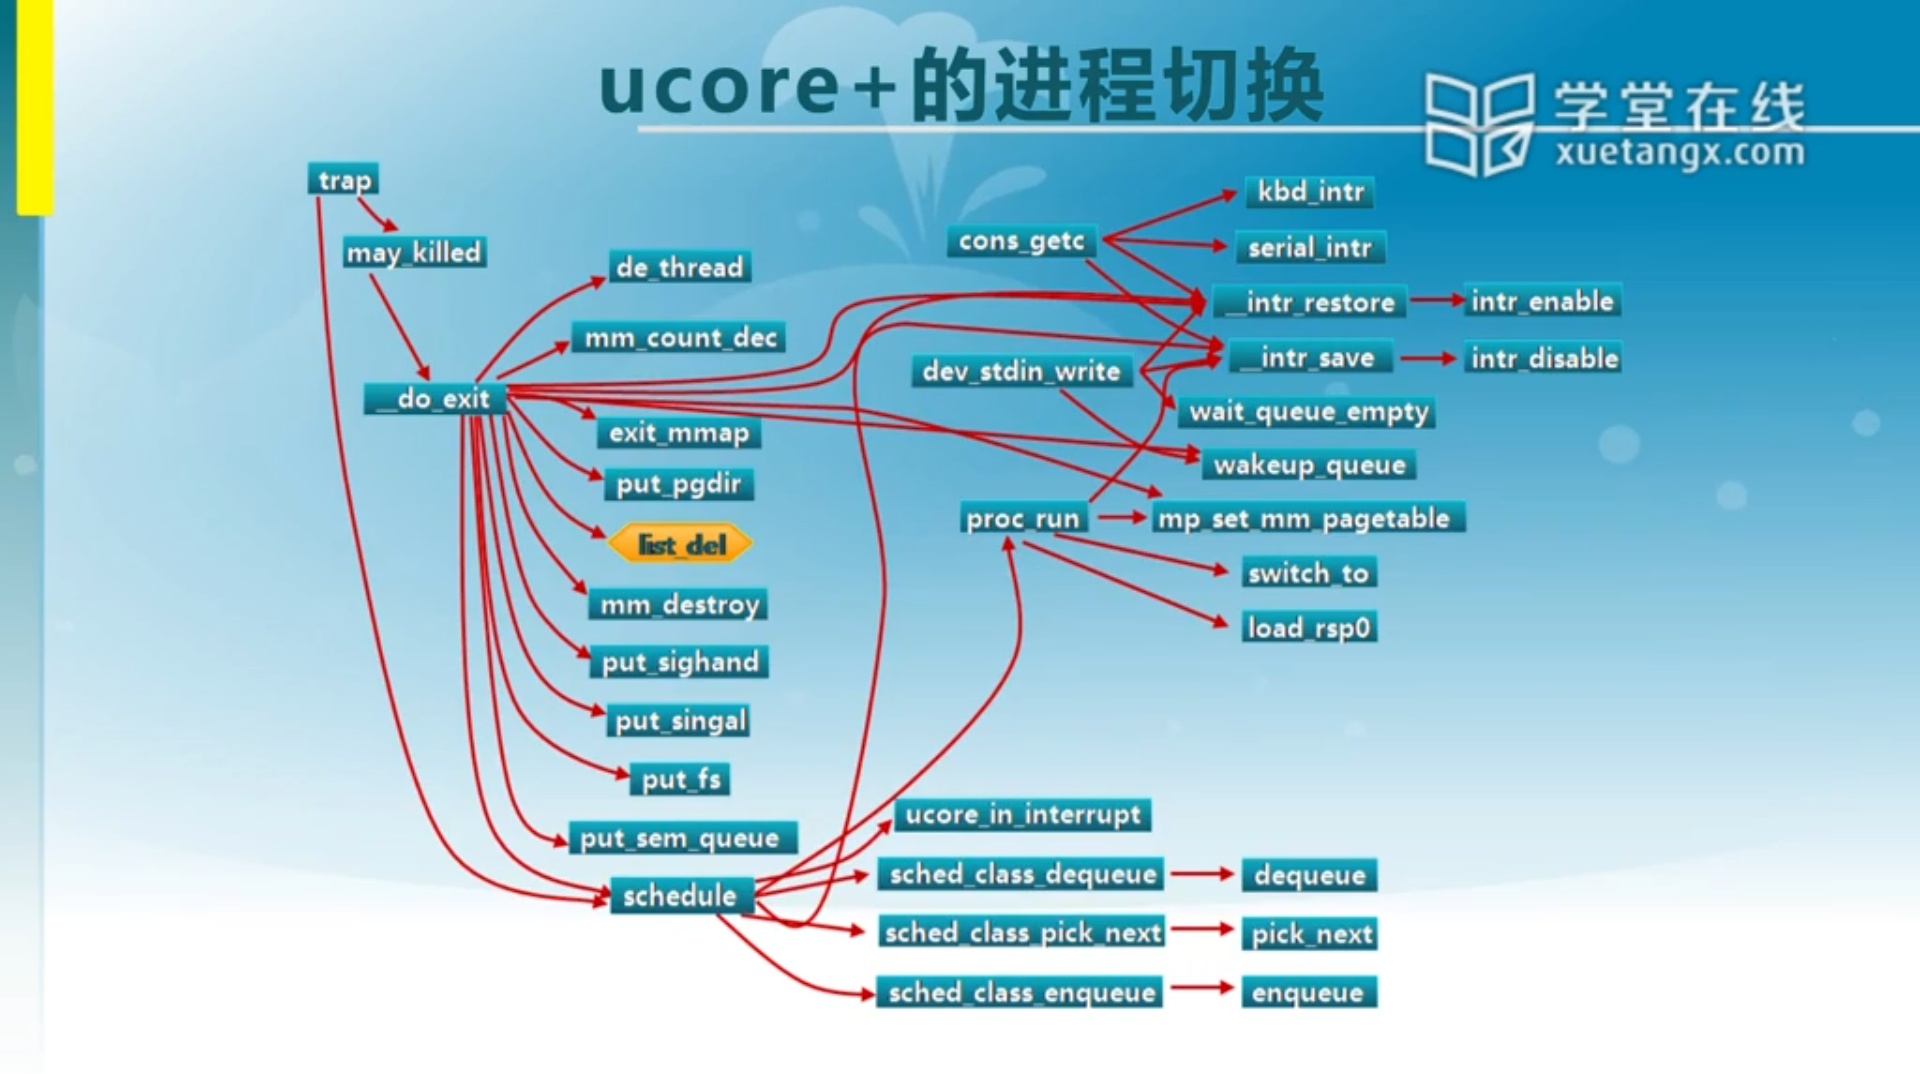 ucore+的进程切换
学堂在线
xuetangx.com
trap
may_killed
__do_exit
de_thread
mm_count_dec
exit_mmap
put_pgdir
list_del
mm_destroy
put_sighand
put_singal
put_fs
put_sem_queue
schedule
cons_getc
dev_stdin_write
proc_run
kbd_intr
serial_intr
__intr_restore
intr_enable
__intr_save
intr_disable
wait_queue_empty
wakeup_queue
mp_set_mm_pagetable
switch_to
load_rsp0
ucore_in_interrupt
sched_class_dequeue
dequeue
sched_class_pick_next
pick_next
sched_class_enqueue
enqueue